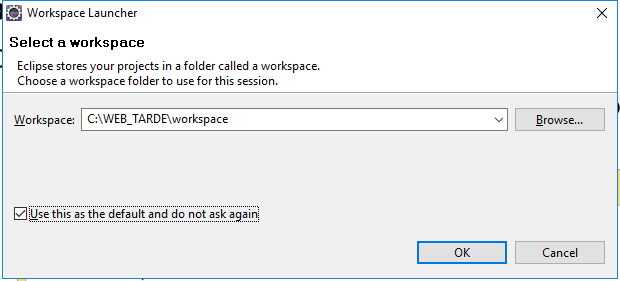 Workspace Launcher
Select a workspace
Eclipse stores your projects in a folder called a workspace.
Choose a workspace folder to use for this session.
Workspace: C:\WEB_TARDE\workspace Browse...
Use this as the default and do not ask again
OK Cancel